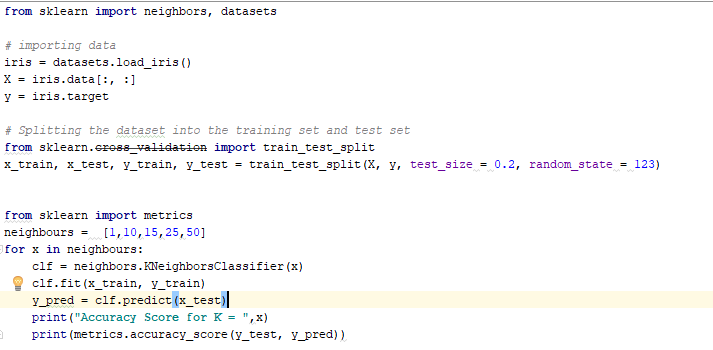 from sklearn import neighbors, datasets
# importing data
iris = datasets.load_iris()
X = iris.data[:, :]
y = iris.target
# Splitting the dataset into the training set and test set
from sklearn.cross_validation import train_test_split
x_train, x_test, y_train, y_test = train_test_split(X, y, test_size = 0.2, random_state = 123)
from sklearn import metrics
neighbours =  [1,10,15,25,50]
for x in neighbours:
    clf = neighbors.KNeighborsClassifier(x)
    clf.fit(x_train, y_train)
    y_pred = clf.predict(x_test)
    print("Accuracy Score for K = ",x)
    print(metrics.accuracy_score(y_test, y_pred))